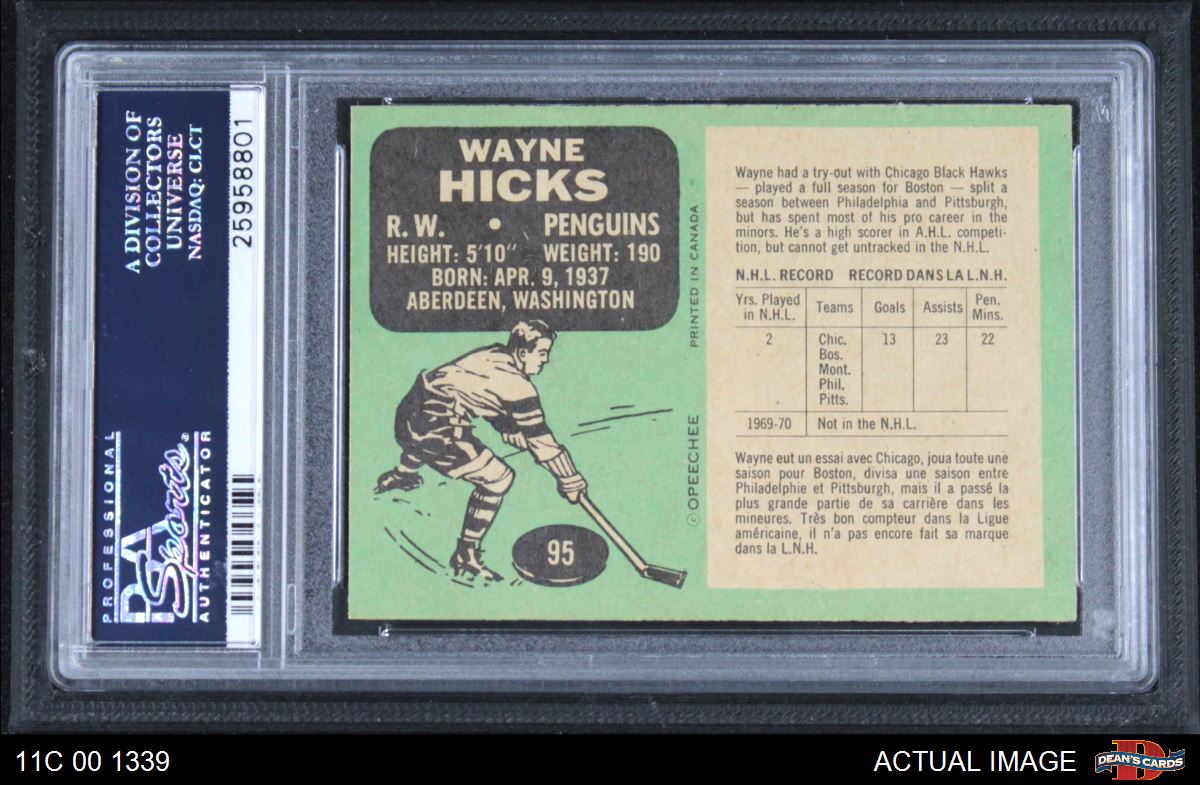 A DIVISION OF
COLLECTORS
UNIVERSE
NASDAQ: CLCT
25958801
PROFESSIONAL
PSA
Sports®
AUTHENTICATOR
WAYNE
HICKS
R. W. • PENGUINS
HEIGHT: 5'10" WEIGHT: 190
BORN: APR. 9, 1937
ABERDEEN, WASHINGTON
95
PRINTED IN CANADA
© OPEECHEE
Wayne had a try-out with Chicago Black Hawks
— played a full season for Boston — split a
season between Philadelphia and Pittsburgh,
but has spent most of his pro career in the
minors. He's a high scorer in A.H.L. competi-
tion, but cannot get untracked in the N.H.L.
N.H.L. RECORD RECORD DANS LA L.N.H.
Yrs. Played in N.H.L. Teams Goals Assists Pen. Mins.
2 Chic. 13 23 22
Bos.
Mont.
Phil.
Pitts.
1969-70 Not in the N.H.L.
Wayne eut un essai avec Chicago, joua toute une
saison pour Boston, divisa une saison entre
Philadelphie et Pittsburgh, mais il a passé la
plus grande partie de sa carrière dans les
mineures. Très bon compteur dans la Ligue
américaine, il n'a pas encore fait sa marque
dans la L.N.H.
11C 00 1339
ACTUAL IMAGE
D
DEAN'S CARDS